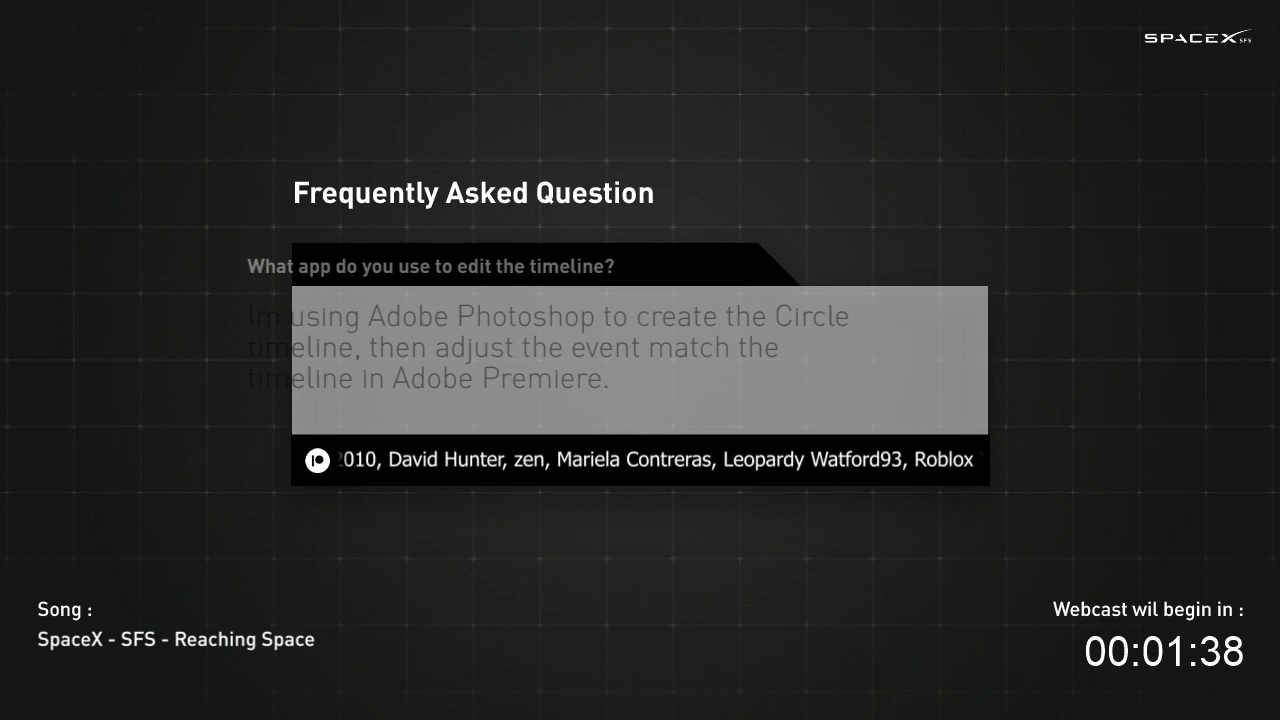 SPACEX SFS
Frequently Asked Question
What app do you use to edit the timeline?
Im using Adobe Photoshop to create the Circle
timeline, then adjust the event match the
timeline in Adobe Premiere.
2010, David Hunter, zen, Mariela Contreras, Leopardy Watford93, Roblox
Song :
SpaceX - SFS - Reaching Space
Webcast wil begin in :
00:01:38